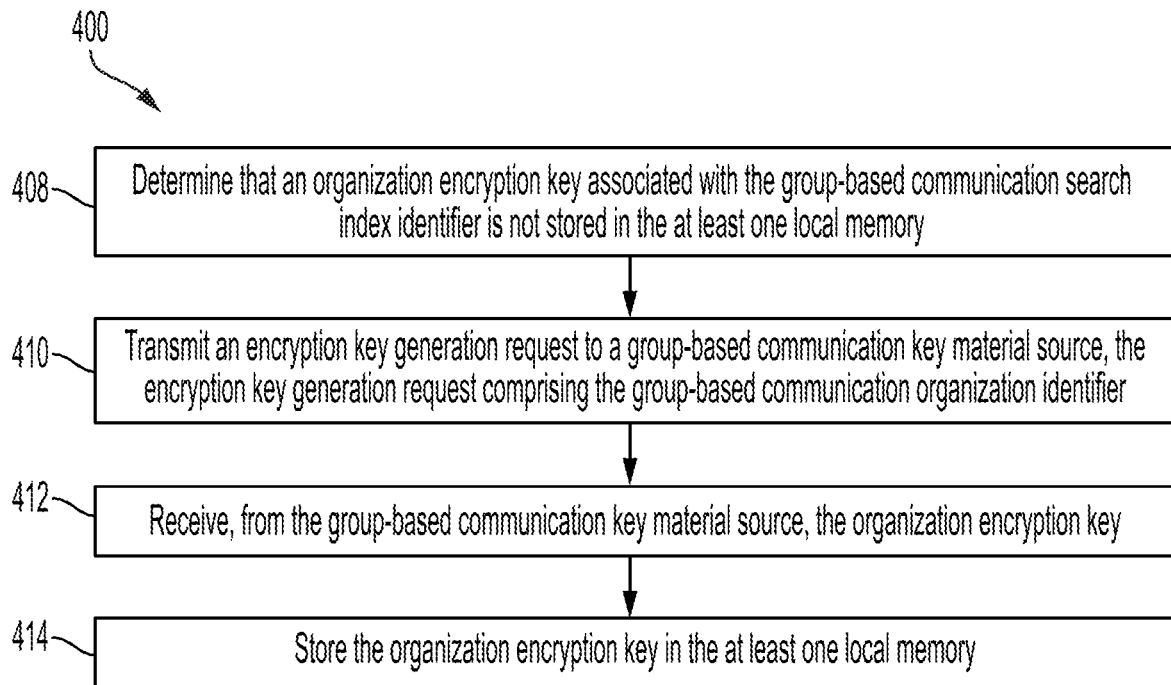 400
408
Determine that an organization encryption key associated with the group-based communication search
index identifier is not stored in the at least one local memory
410
Transmit an encryption key generation request to a group-based communication key material source, the
encryption key generation request comprising the group-based communication organization identifier
412
Receive, from the group-based communication key material source, the organization encryption key
414
Store the organization encryption key in the at least one local memory